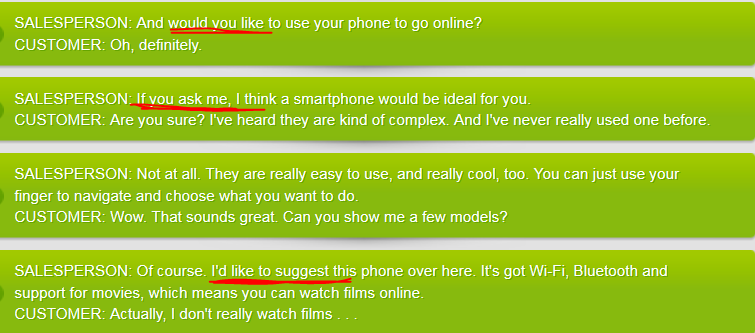 SALESPERSON: And would you like to use your phone to go online?
CUSTOMER: Oh, definitely.
SALESPERSON: If you ask me, I think a smartphone would be ideal for you.
CUSTOMER: Are you sure? I've heard they are kind of complex. And I've never really used one before.
SALESPERSON: Not at all. They are really easy to use, and really cool, too. You can just use your
finger to navigate and choose what you want to do.
CUSTOMER: Wow. That sounds great. Can you show me a few models?
SALESPERSON: Of course. I'd like to suggest this phone over here. It's got Wi-Fi, Bluetooth and
support for movies, which means you can watch films online.
CUSTOMER: Actually, I don't really watch films . . .